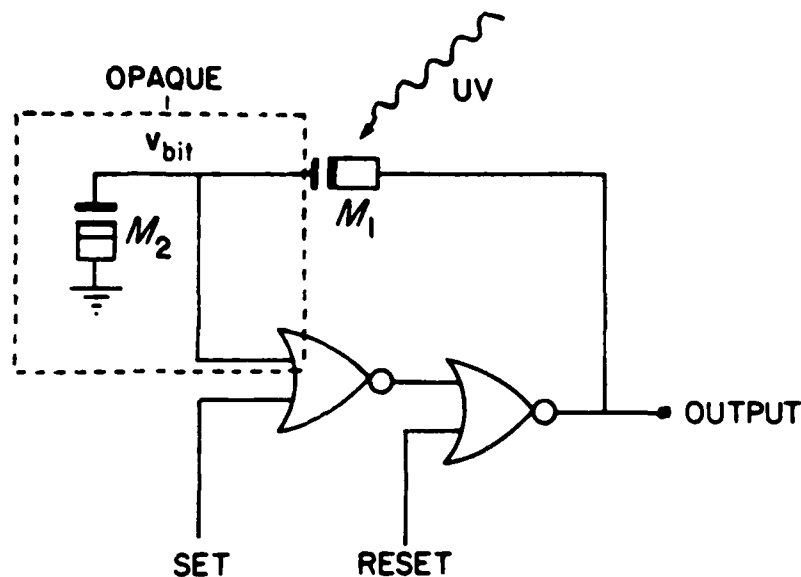 OPAQUE
UV
Vbit
M2
M1
OUTPUT
SET
RESET